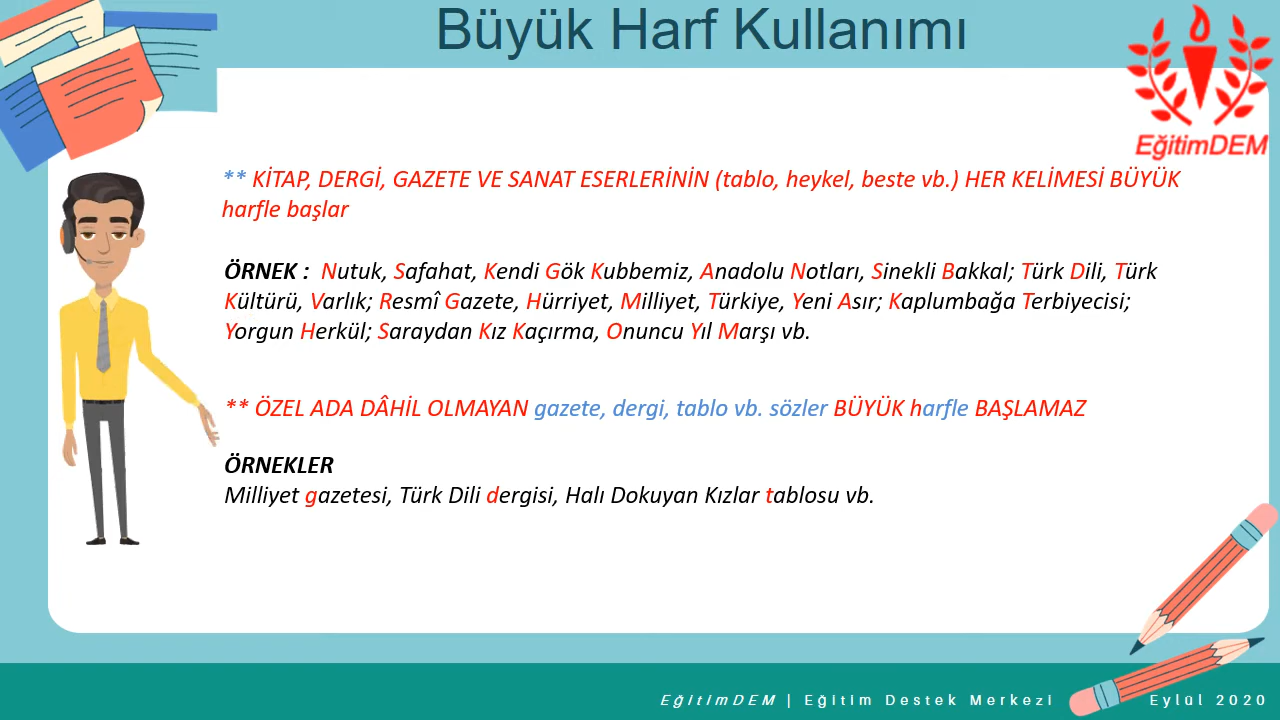 Büyük Harf Kullanımı
EğitimDEM
** KİTAP, DERGİ, GAZETE VE SANAT ESERLERİNİN (tablo, heykel, beste vb.) HER KELİMESİ BÜYÜK
harfle başlar
ÖRNEK : Nutuk, Safahat, Kendi Gök Kubbemiz, Anadolu Notları, Sinekli Bakkal; Türk Dili, Türk
Kültürü, Varlık; Resmî Gazete, Hürriyet, Milliyet, Türkiye, Yeni Asır; Kaplumbağa Terbiyecisi;
Yorgun Herkül; Saraydan Kız Kaçırma, Onuncu Yıl Marşı vb.
** ÖZEL ADA DÂHİL OLMAYAN gazete, dergi, tablo vb. sözler BÜYÜK harfle BAŞLAMAZ
ÖRNEKLER
Milliyet gazetesi, Türk Dili dergisi, Halı Dokuyan Kızlar tablosu vb.
EğitimDEM | Eğitim Destek Merkezi Eylül 2020